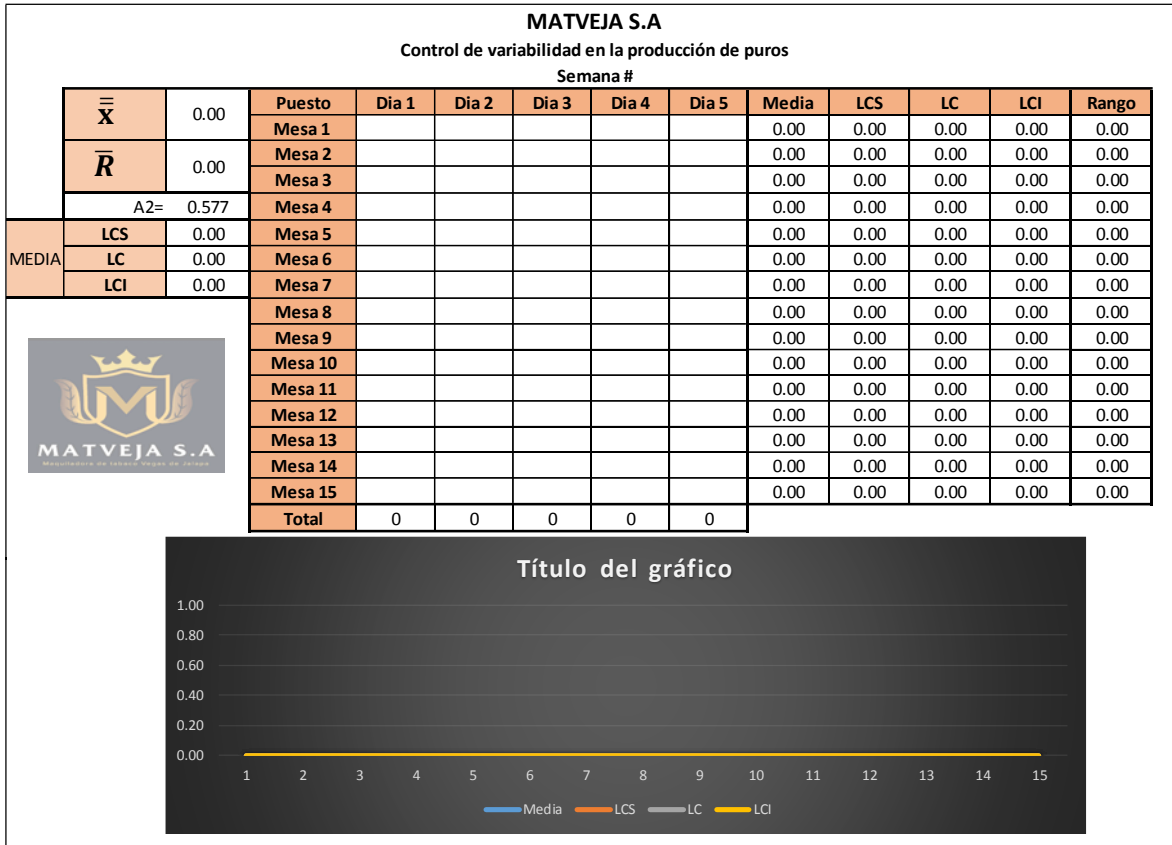 MATVEJA S.A
Control de variabilidad en la producción de puros
Semana #
x̿ 0.00
R̅ 0.00
A2= 0.577
MEDIA
LCS 0.00
LC 0.00
LCI 0.00
MATVEJA S.A
Maquiladora de tabaco Vegas de Jalapa
Puesto Dia 1 Dia 2 Dia 3 Dia 4 Dia 5 Media LCS LC LCI Rango
Mesa 1 0.00 0.00 0.00 0.00 0.00
Mesa 2 0.00 0.00 0.00 0.00 0.00
Mesa 3 0.00 0.00 0.00 0.00 0.00
Mesa 4 0.00 0.00 0.00 0.00 0.00
Mesa 5 0.00 0.00 0.00 0.00 0.00
Mesa 6 0.00 0.00 0.00 0.00 0.00
Mesa 7 0.00 0.00 0.00 0.00 0.00
Mesa 8 0.00 0.00 0.00 0.00 0.00
Mesa 9 0.00 0.00 0.00 0.00 0.00
Mesa 10 0.00 0.00 0.00 0.00 0.00
Mesa 11 0.00 0.00 0.00 0.00 0.00
Mesa 12 0.00 0.00 0.00 0.00 0.00
Mesa 13 0.00 0.00 0.00 0.00 0.00
Mesa 14 0.00 0.00 0.00 0.00 0.00
Mesa 15 0.00 0.00 0.00 0.00 0.00
Total 0 0 0 0 0
Título del gráfico
1.00
0.80
0.60
0.40
0.20
0.00
1 2 3 4 5 6 7 8 9 10 11 12 13 14 15
Media LCS LC LCI